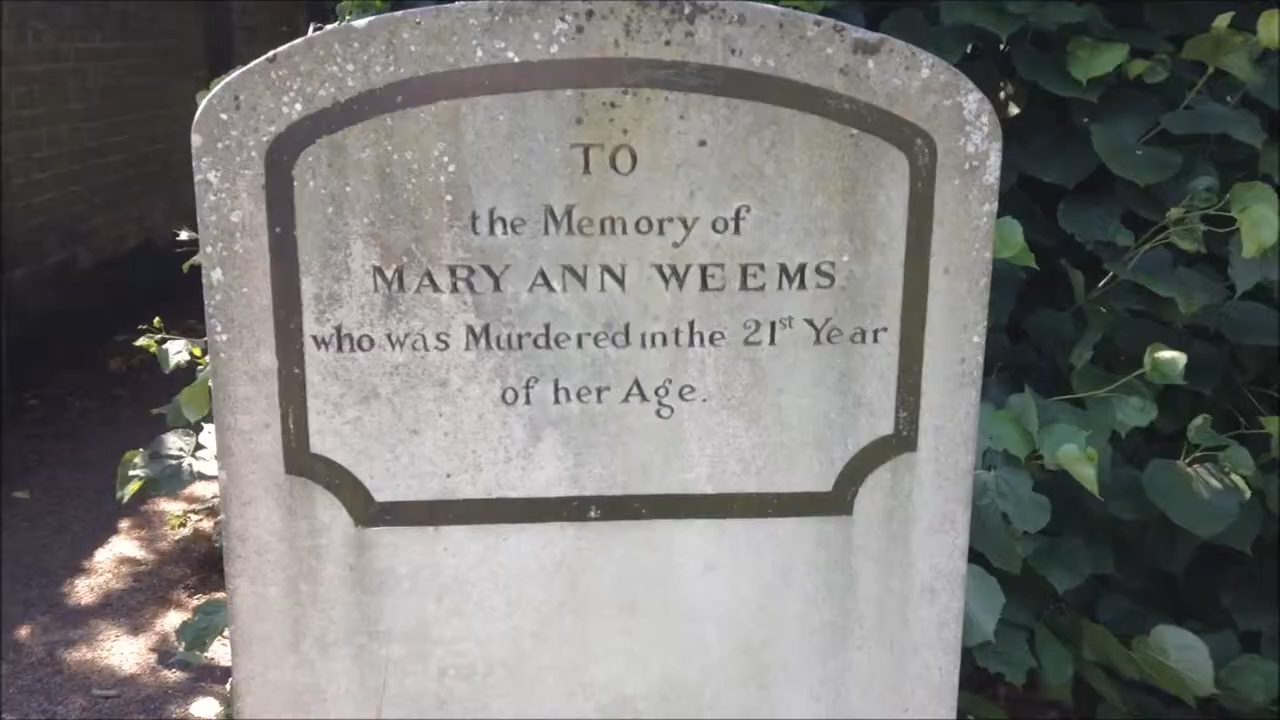 TO
the Memory of
MARY ANN WEEMS
who was Murdered in the 21st Year
of her Age.